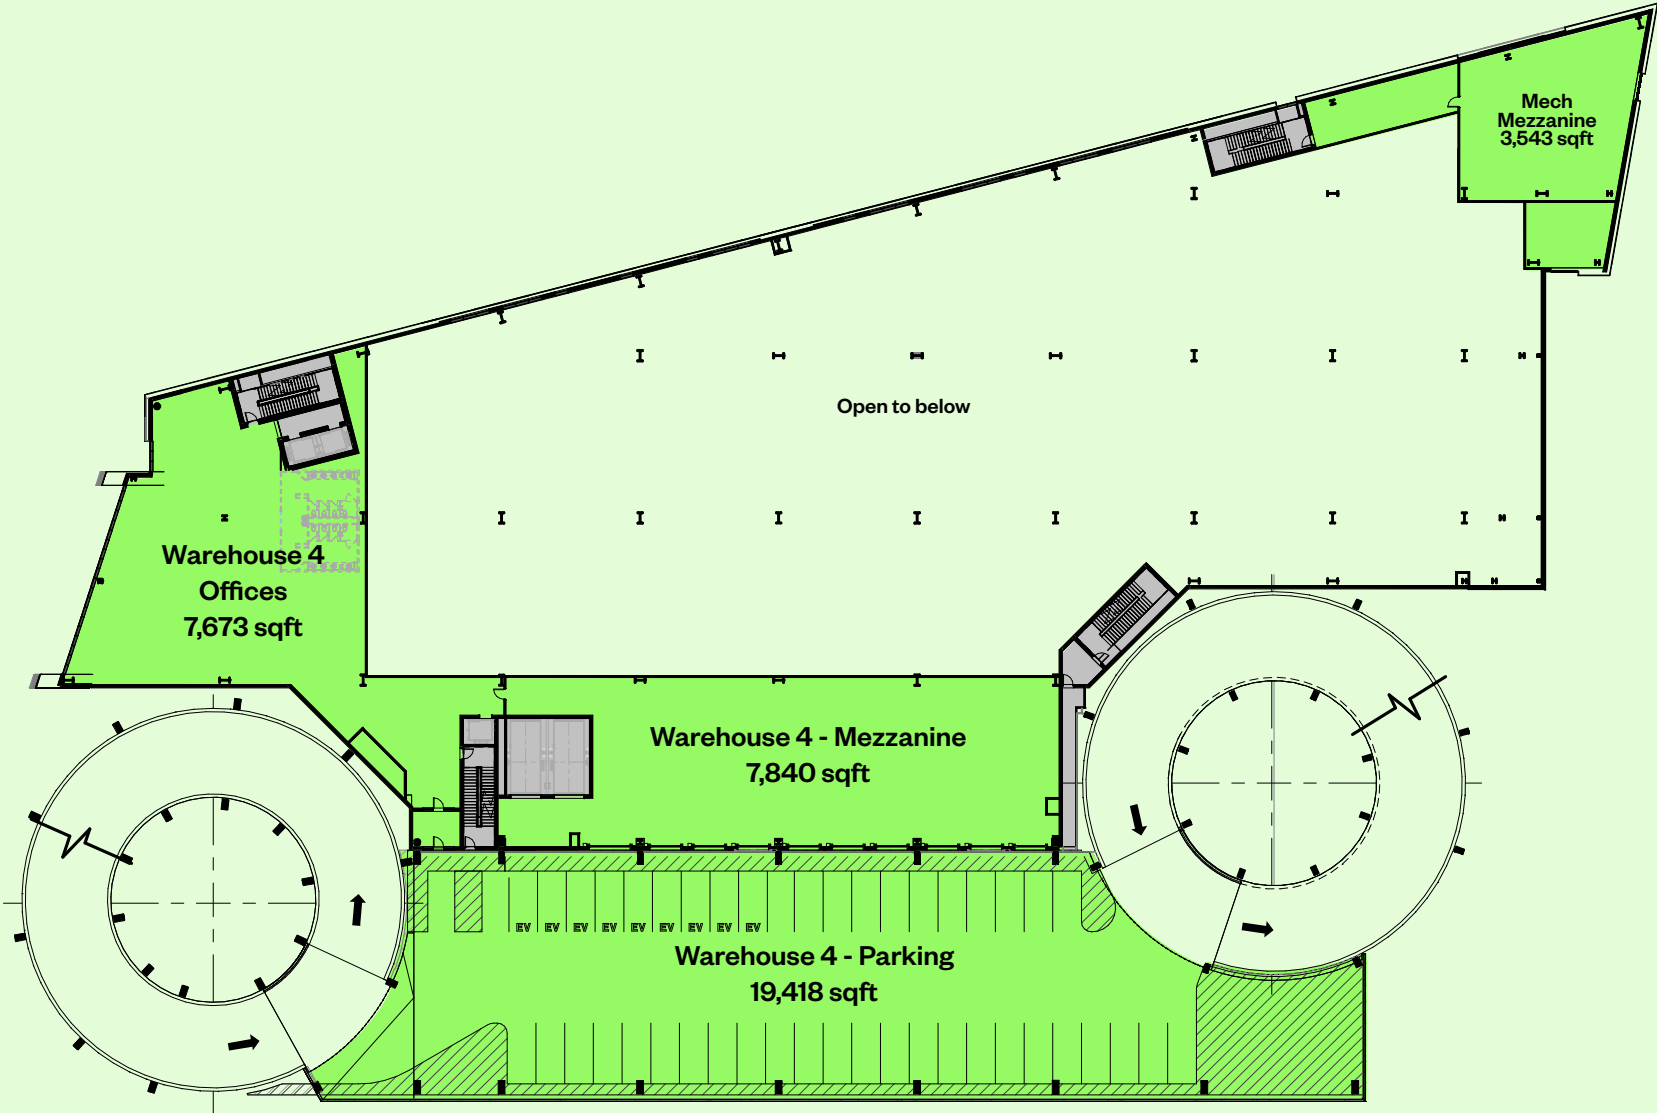 Mech
Mezzanine
3,543 sqft
Open to below
Warehouse 4
Offices
7,673 sqft
Warehouse 4 - Mezzanine
7,840 sqft
EV EV EV EV EV EV EV EV EV
Warehouse 4 - Parking
19,418 sqft